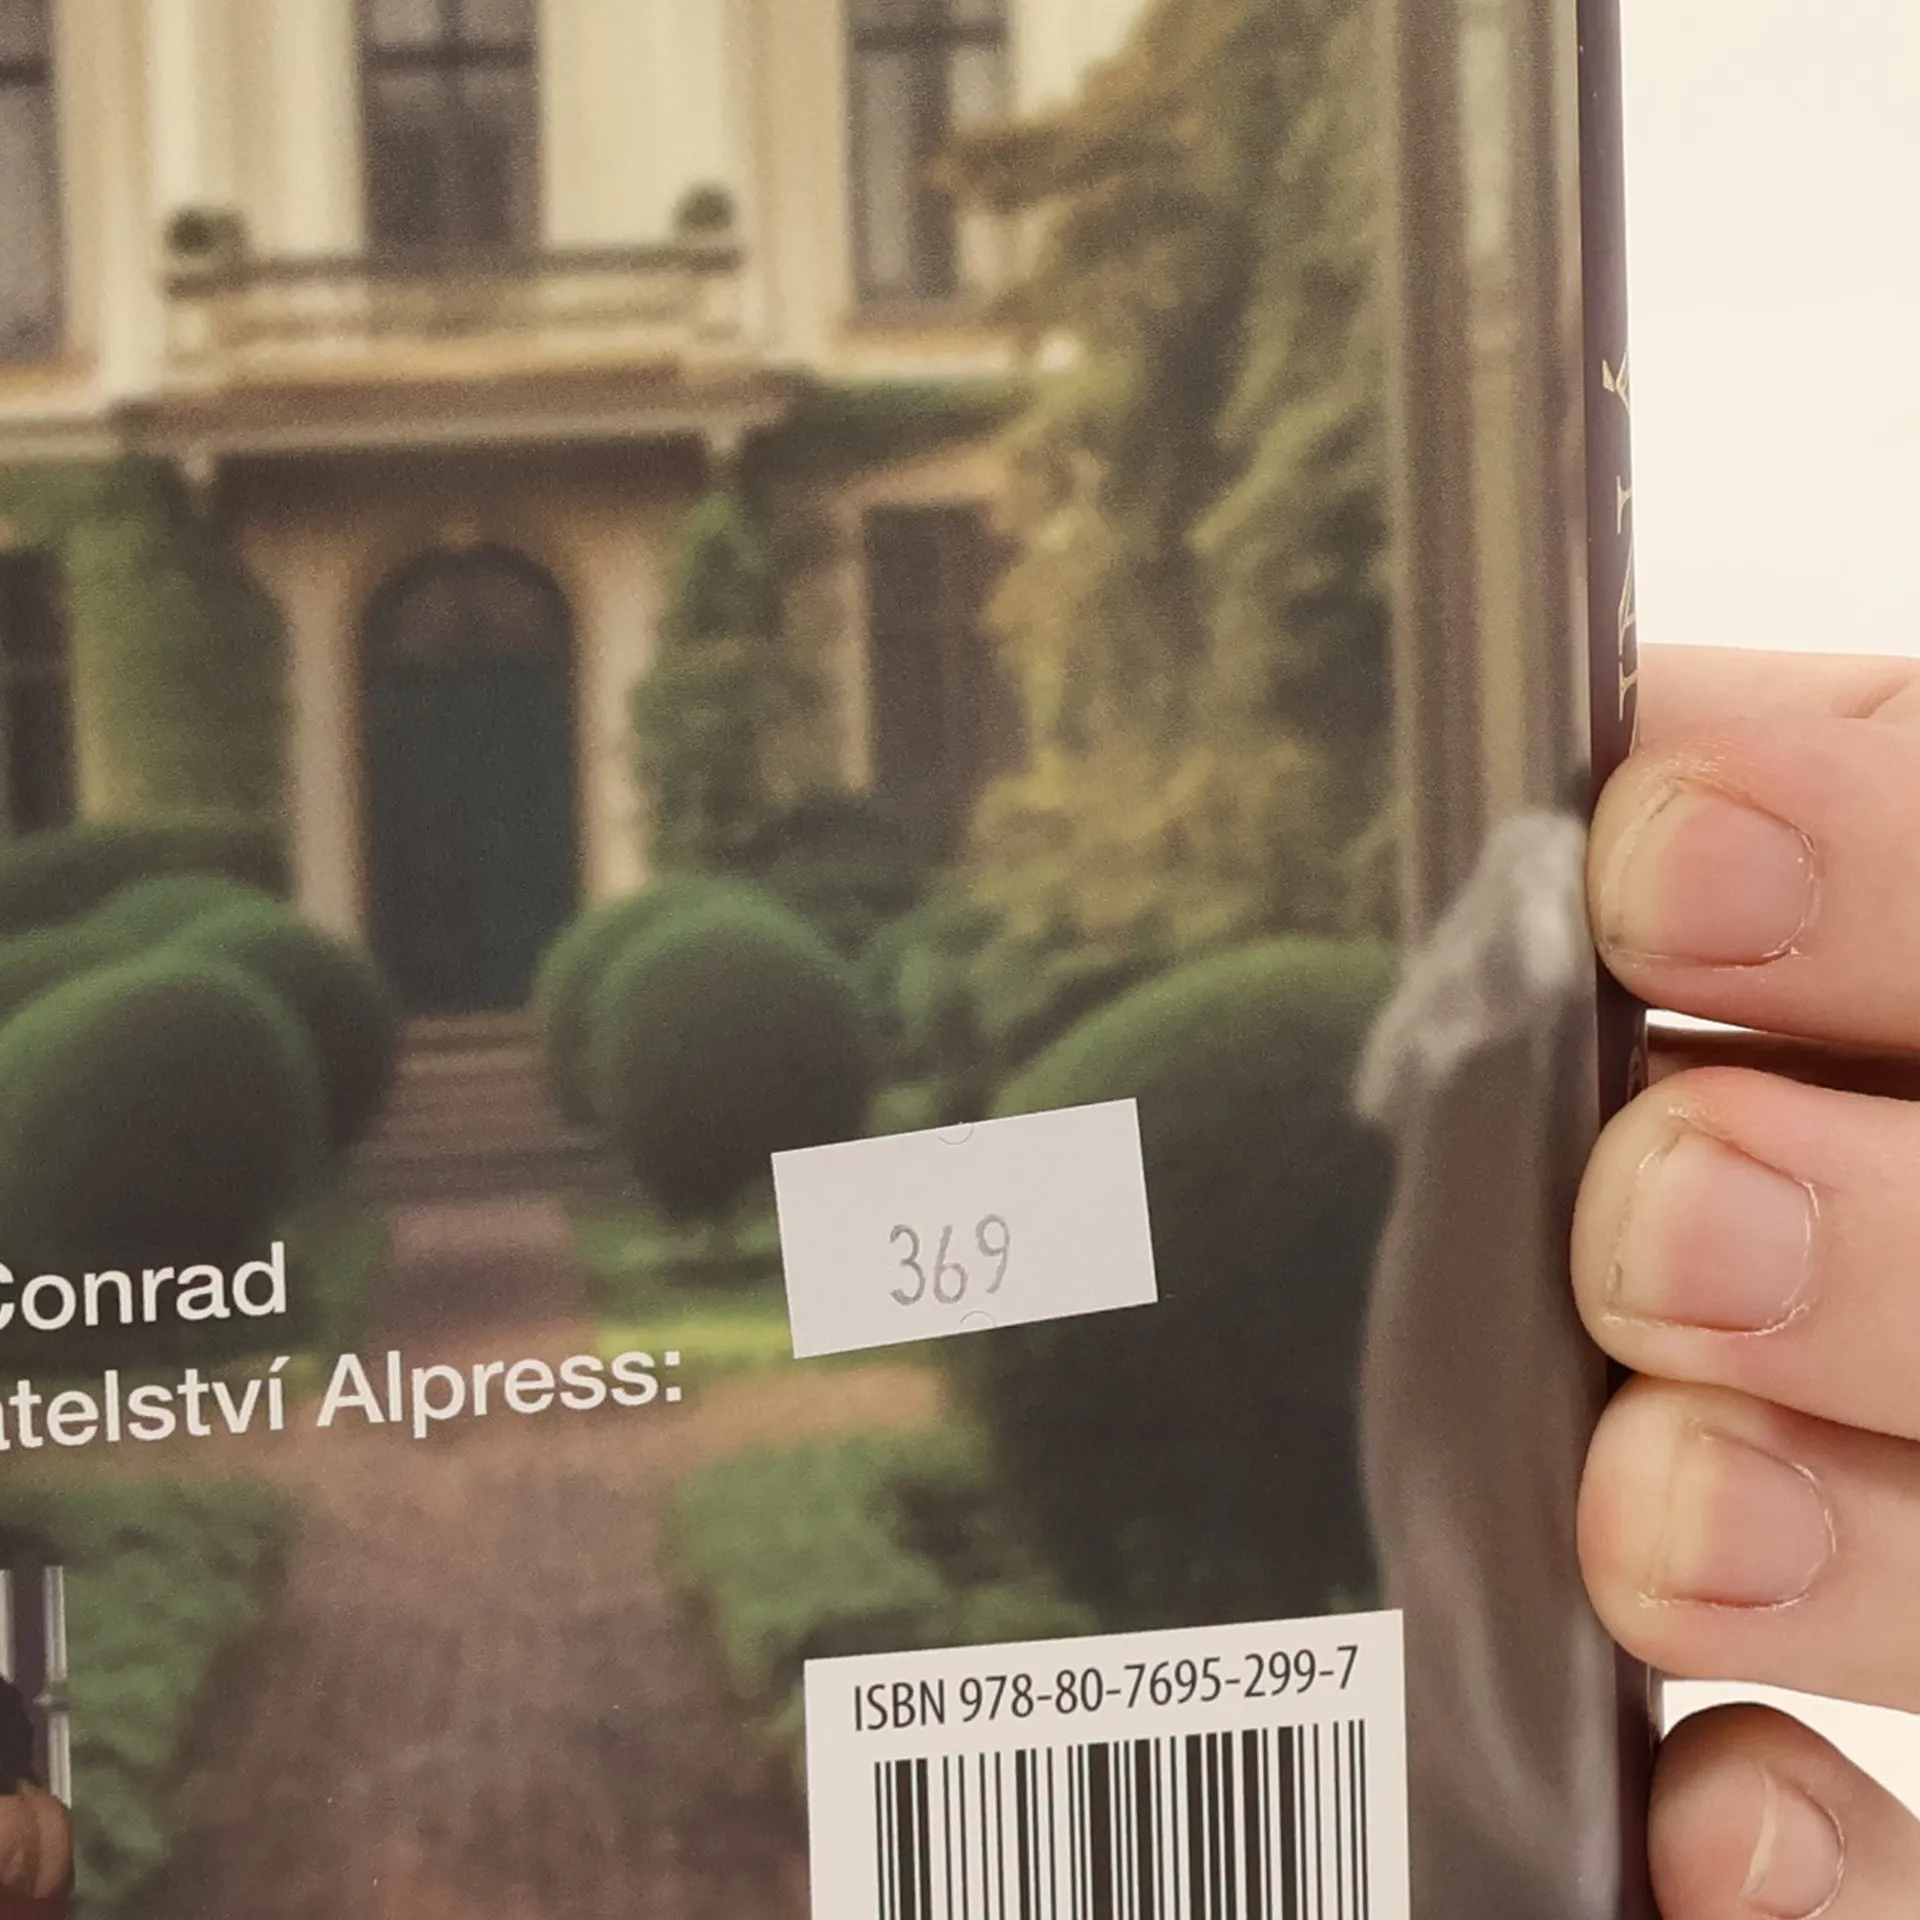 369
Conrad
atelství Alpress:
ISBN 978-80-7695-299-7